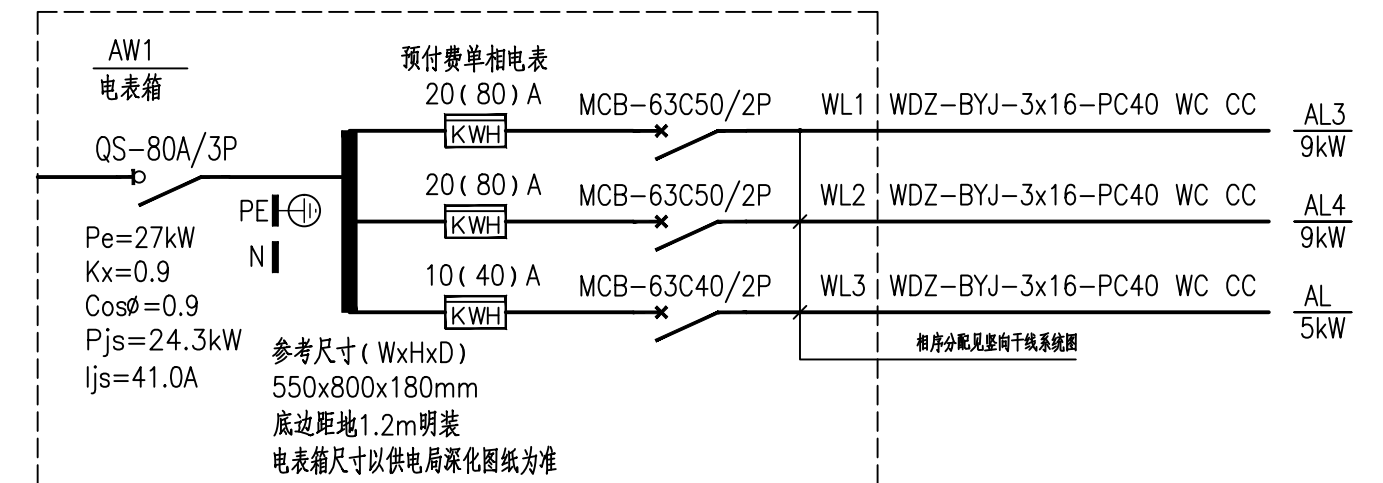 AW1
电表箱
预付费单相电表
QS-80A/3P
20(80)A
KWH
MCB-63C50/2P
WL1
WDZ-BYJ-3x16-PC40 WC CC
AL3
9kW
20(80)A
KWH
MCB-63C50/2P
WL2
WDZ-BYJ-3x16-PC40 WC CC
AL4
9kW
PE
N
10(40)A
KWH
MCB-63C40/2P
WL3
WDZ-BYJ-3x16-PC40 WC CC
AL
5kW
相序分配见竖向干线系统图
Pe=27kW
Kx=0.9
Cosø=0.9
Pjs=24.3kW
Ijs=41.0A
参考尺寸(WxHxD)
550x800x180mm
底边距地1.2m明装
电表箱尺寸以供电局深化图纸为准